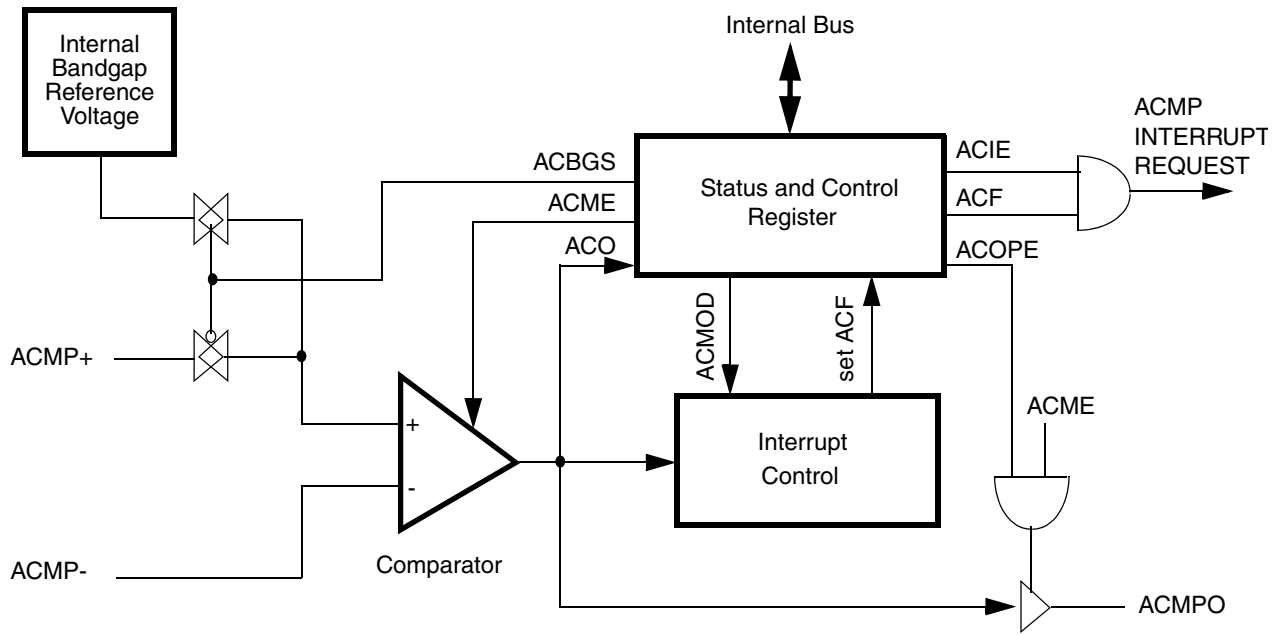 Internal
Bandgap
Reference
Voltage
Internal Bus
ACMP
INTERRUPT
REQUEST
ACBGS
ACME
ACO
Status and Control
Register
ACIE
ACF
ACOPE
ACMOD
set ACF
ACMP+
+
-
Comparator
Interrupt
Control
ACME
ACMP-
ACMPO